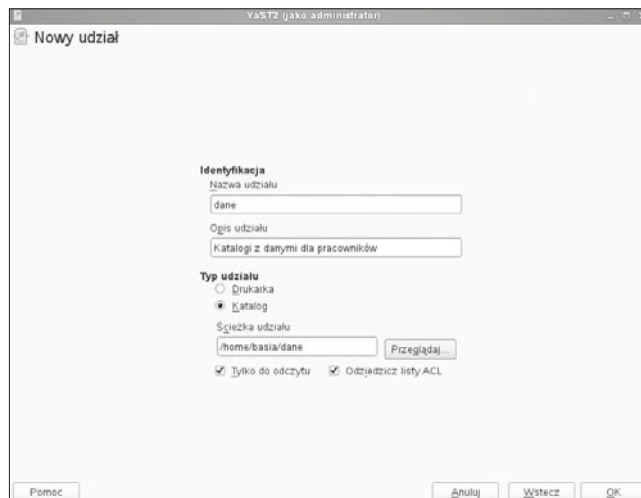 YaST2 (jako administrator)
Nowy udział
Identyfikacja
Nazwa udziału
dane
Opis udziału
Katalogi z danymi dla pracowników
Typ udziału
Drukarka
Katalog
Ścieżka udziału
/home/basia/dane
Przeglądaj...
Tylko do odczytu Odziedzicz listy ACL
Pomoc Anuluj Wstecz OK